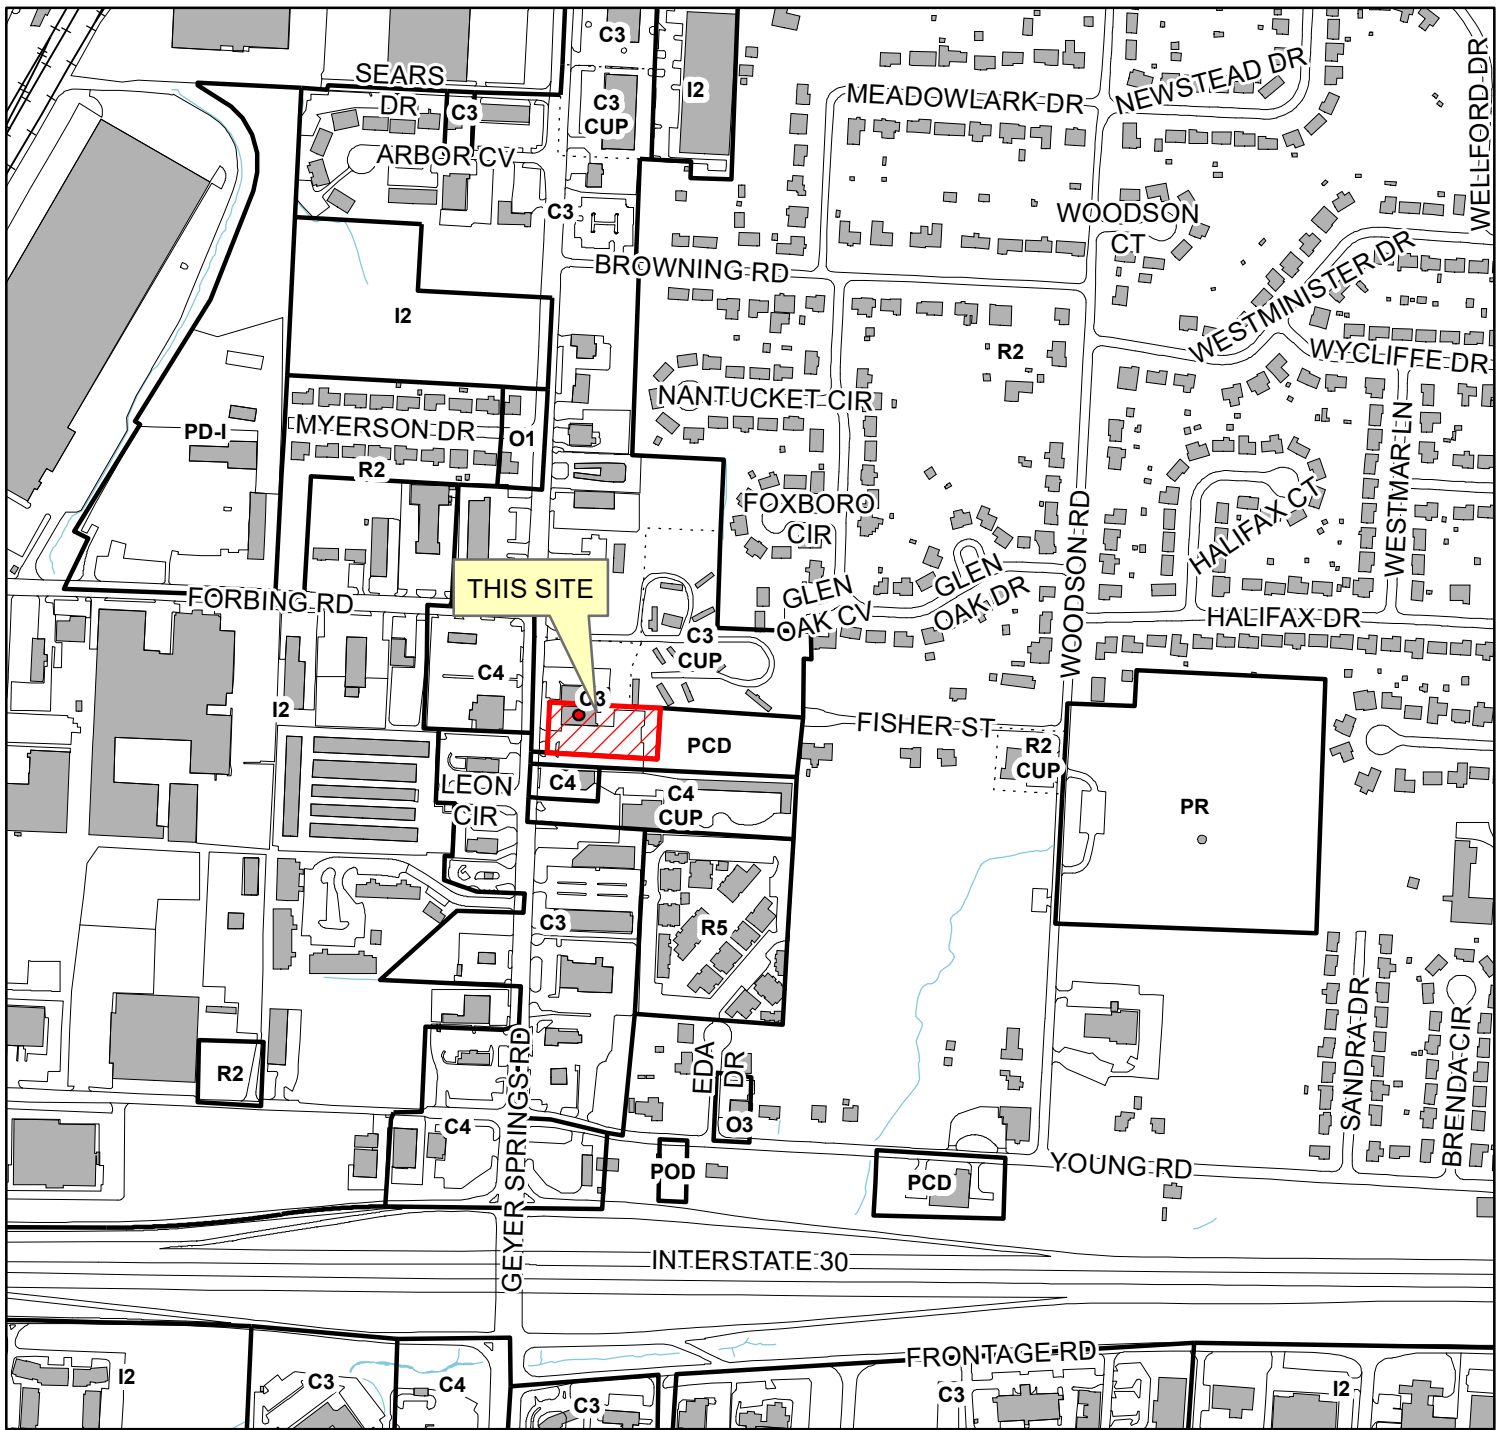 C3
SEARS
DR
C3
C3
CUP
I2
MEADOWLARK DR
NEWSTEAD DR
WELLFORD DR
ARBOR CV
C3
WOODSON
CT
BROWNING RD
WESTMINISTER DR
I2
R2
WYCLIFFE DR
NANTUCKET CIR
MYERSON DR
O1
PD-I
R2
WESTMAR LN
FOXBORO
CIR
HALIFAX CT
WOODSON RD
THIS SITE
FORBING RD
GLEN
OAK CV
GLEN
OAK DR
HALIFAX DR
C3
CUP
C4
C3
I2
PCD
FISHER ST
R2
CUP
LEON
CIR
C4
C4
CUP
PR
C3
R5
GEYER SPRINGS RD
EDA
DR
SANDRA DR
BRENDA CIR
R2
C4
O3
POD
PCD
YOUNG RD
INTERSTATE 30
FRONTAGE RD
I2
C3
C4
C3
C3
I2